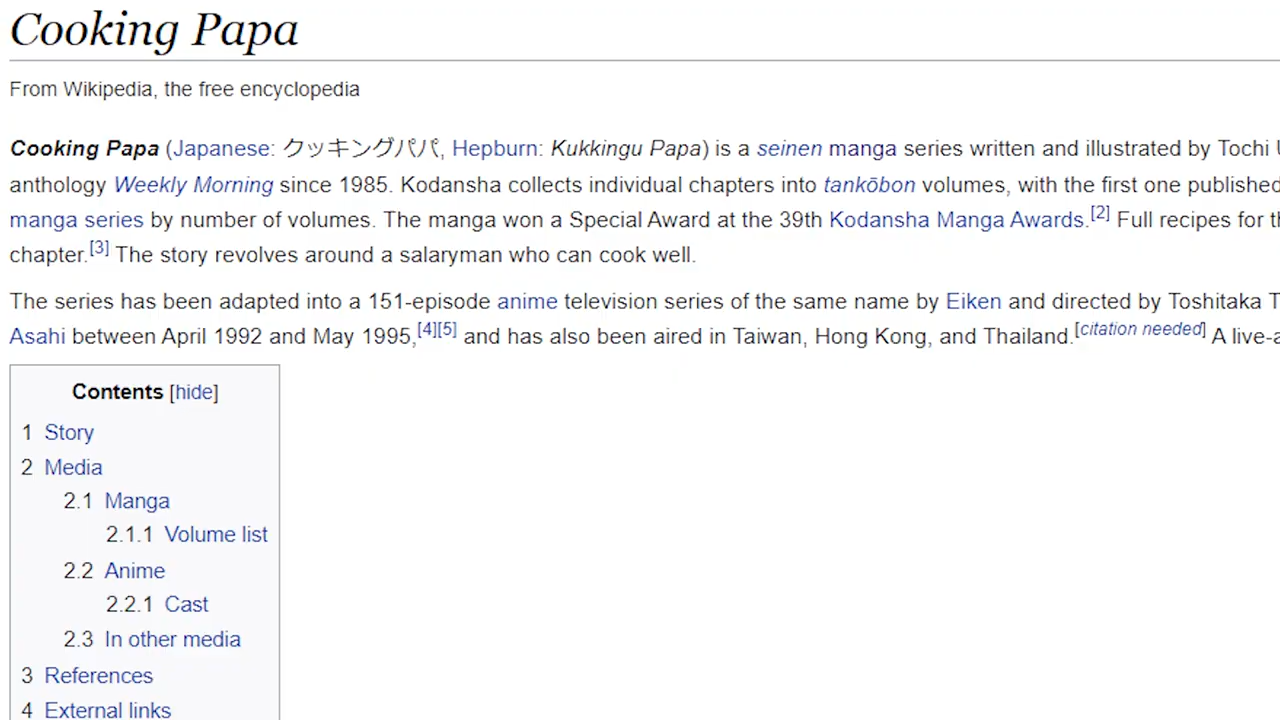 Cooking Papa
From Wikipedia, the free encyclopedia
Cooking Papa (Japanese: クッキングパパ, Hepburn: Kukkingu Papa) is a seinen manga series written and illustrated by Tochi
anthology Weekly Morning since 1985. Kodansha collects individual chapters into tankōbon volumes, with the first one published
manga series by number of volumes. The manga won a Special Award at the 39th Kodansha Manga Awards.[2] Full recipes for
chapter.[3] The story revolves around a salaryman who can cook well.
The series has been adapted into a 151-episode anime television series of the same name by Eiken and directed by Toshitaka
Asahi between April 1992 and May 1995,[4][5] and has also been aired in Taiwan, Hong Kong, and Thailand.[citation needed] A
Contents [hide]
1 Story
2 Media
2.1 Manga
2.1.1 Volume list
2.2 Anime
2.2.1 Cast
2.3 In other media
3 References
4 External links